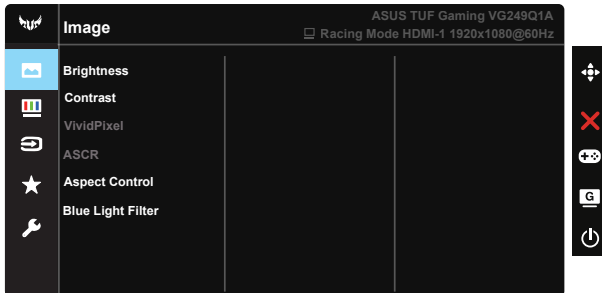 Image
ASUS TUF Gaming VG249Q1A
Racing Mode HDMI-1 1920x1080@60Hz
Brightness
Contrast
VividPixel
ASCR
Aspect Control
Blue Light Filter
G